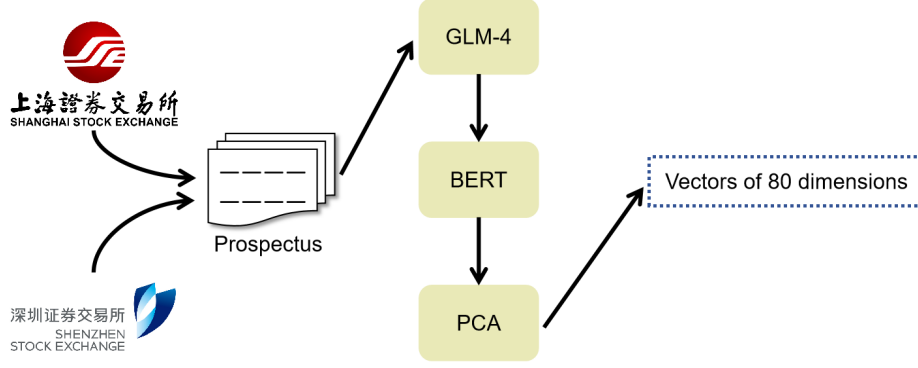 上海證券交易所
SHANGHAI STOCK EXCHANGE
深圳证券交易所
SHENZHEN
STOCK EXCHANGE
Prospectus
GLM-4
BERT
PCA
Vectors of 80 dimensions